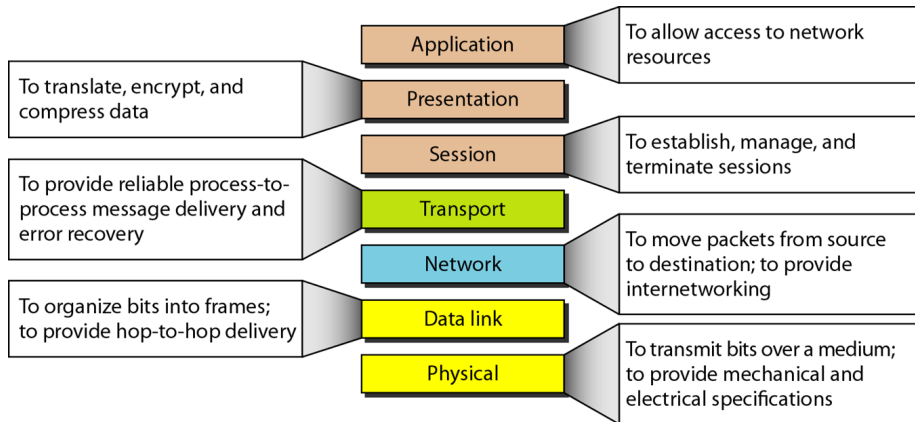 Application
To allow access to network
resources
To translate, encrypt, and
compress data
Presentation
Session
To establish, manage, and
terminate sessions
To provide reliable process-to-
process message delivery and
error recovery
Transport
Network
To move packets from source
to destination; to provide
internetworking
To organize bits into frames;
to provide hop-to-hop delivery
Data link
Physical
To transmit bits over a medium;
to provide mechanical and
electrical specifications